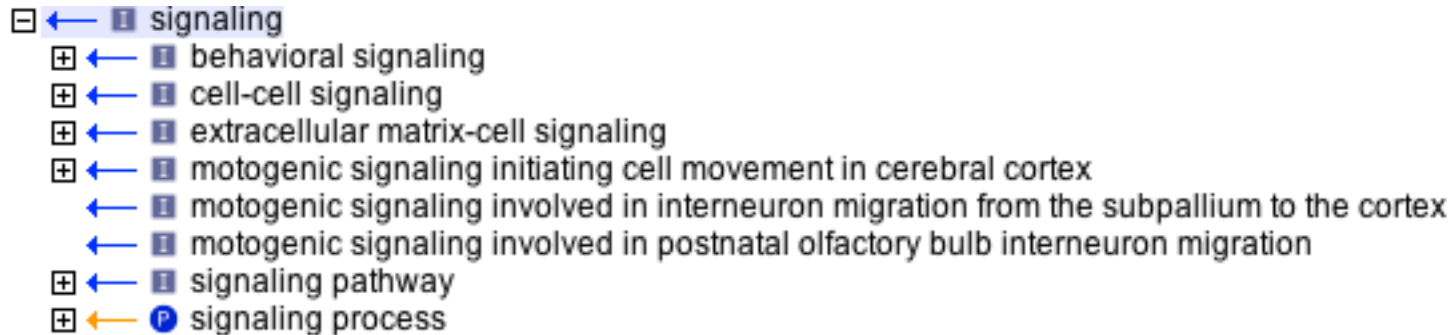 I signaling
I behavioral signaling
I cell-cell signaling
I extracellular matrix-cell signaling
I motogenic signaling initiating cell movement in cerebral cortex
I motogenic signaling involved in interneuron migration from the subpallium to the cortex
I motogenic signaling involved in postnatal olfactory bulb interneuron migration
I signaling pathway
P signaling process